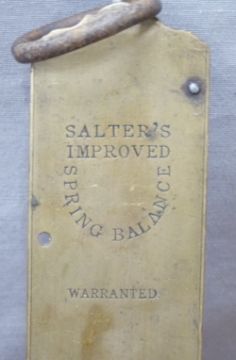 SALTER'S
IMPROVED
SPRING BALANCE
WARRANTED